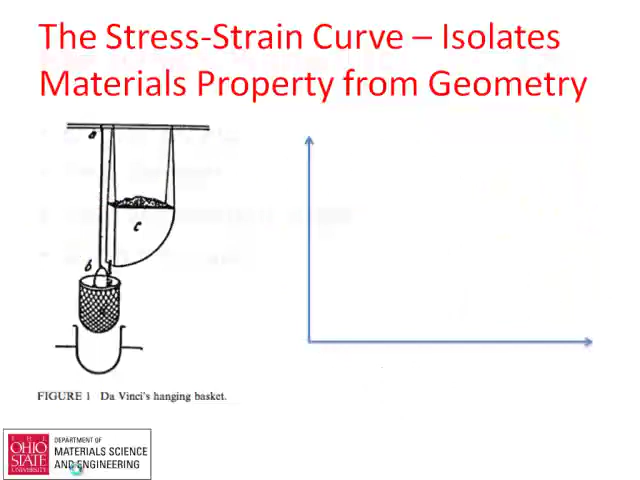 The Stress-Strain Curve – Isolates
Materials Property from Geometry
a
c
b
FIGURE 1 Da Vinci's hanging basket.
THE
OHIO
STATE
UNIVERSITY
DEPARTMENT OF
MATERIALS SCIENCE
AND ENGINEERING